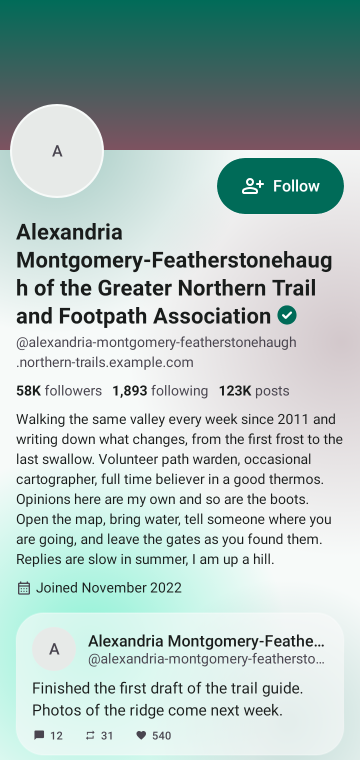 A
Follow
Alexandria
Montgomery-Featherstonehaug
h of the Greater Northern Trail
and Footpath Association
@alexandria-montgomery-featherstonehaugh
.northern-trails.example.com
58K followers 1,893 following 123K posts
Walking the same valley every week since 2011 and
writing down what changes, from the first frost to the
last swallow. Volunteer path warden, occasional
cartographer, full time believer in a good thermos.
Opinions here are my own and so are the boots.
Open the map, bring water, tell someone where you
are going, and leave the gates as you found them.
Replies are slow in summer, I am up a hill.
Joined November 2022
A
Alexandria Montgomery-Feathe...
@alexandria-montgomery-feathersto...
Finished the first draft of the trail guide.
Photos of the ridge come next week.
12 31 540